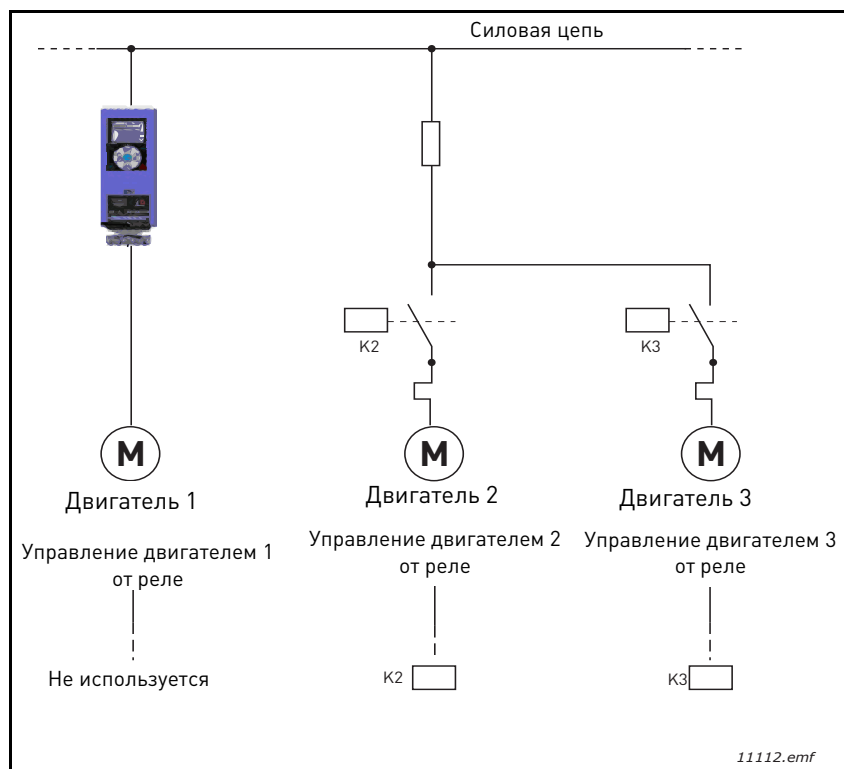 Силовая цепь
K2
K3
M
M
M
Двигатель 1
Двигатель 2
Двигатель 3
Управление двигателем 1
от реле
Управление двигателем 2
от реле
Управление двигателем 3
от реле
Не используется
K2
K3
11112.emf